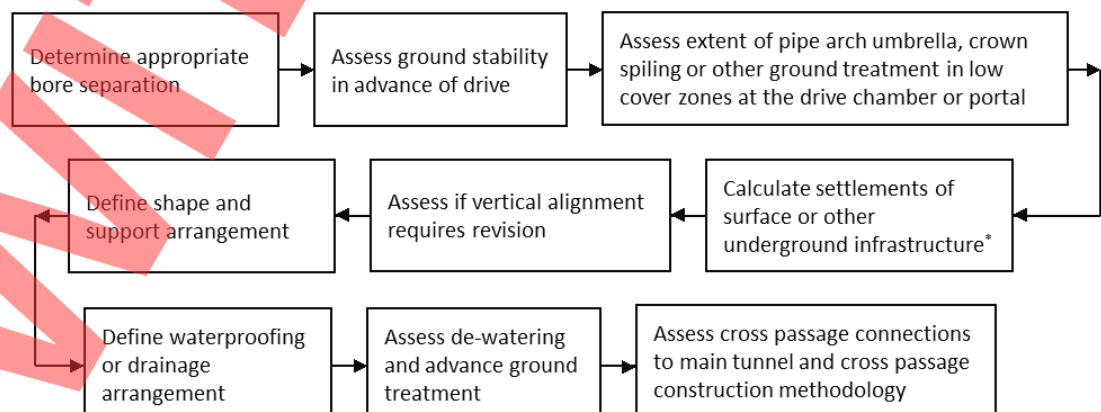 Determine appropriate
bore separation
Assess ground stability
in advance of drive
Assess extent of pipe arch umbrella, crown
spiling or other ground treatment in low
cover zones at the drive chamber or portal
Calculate settlements of
surface or other
underground infrastructure*
Assess if vertical alignment
requires revision
Define shape and
support arrangement
Define waterproofing
or drainage
arrangement
Assess de-watering
and advance ground
treatment
Assess cross passage connections
to main tunnel and cross passage
construction methodology